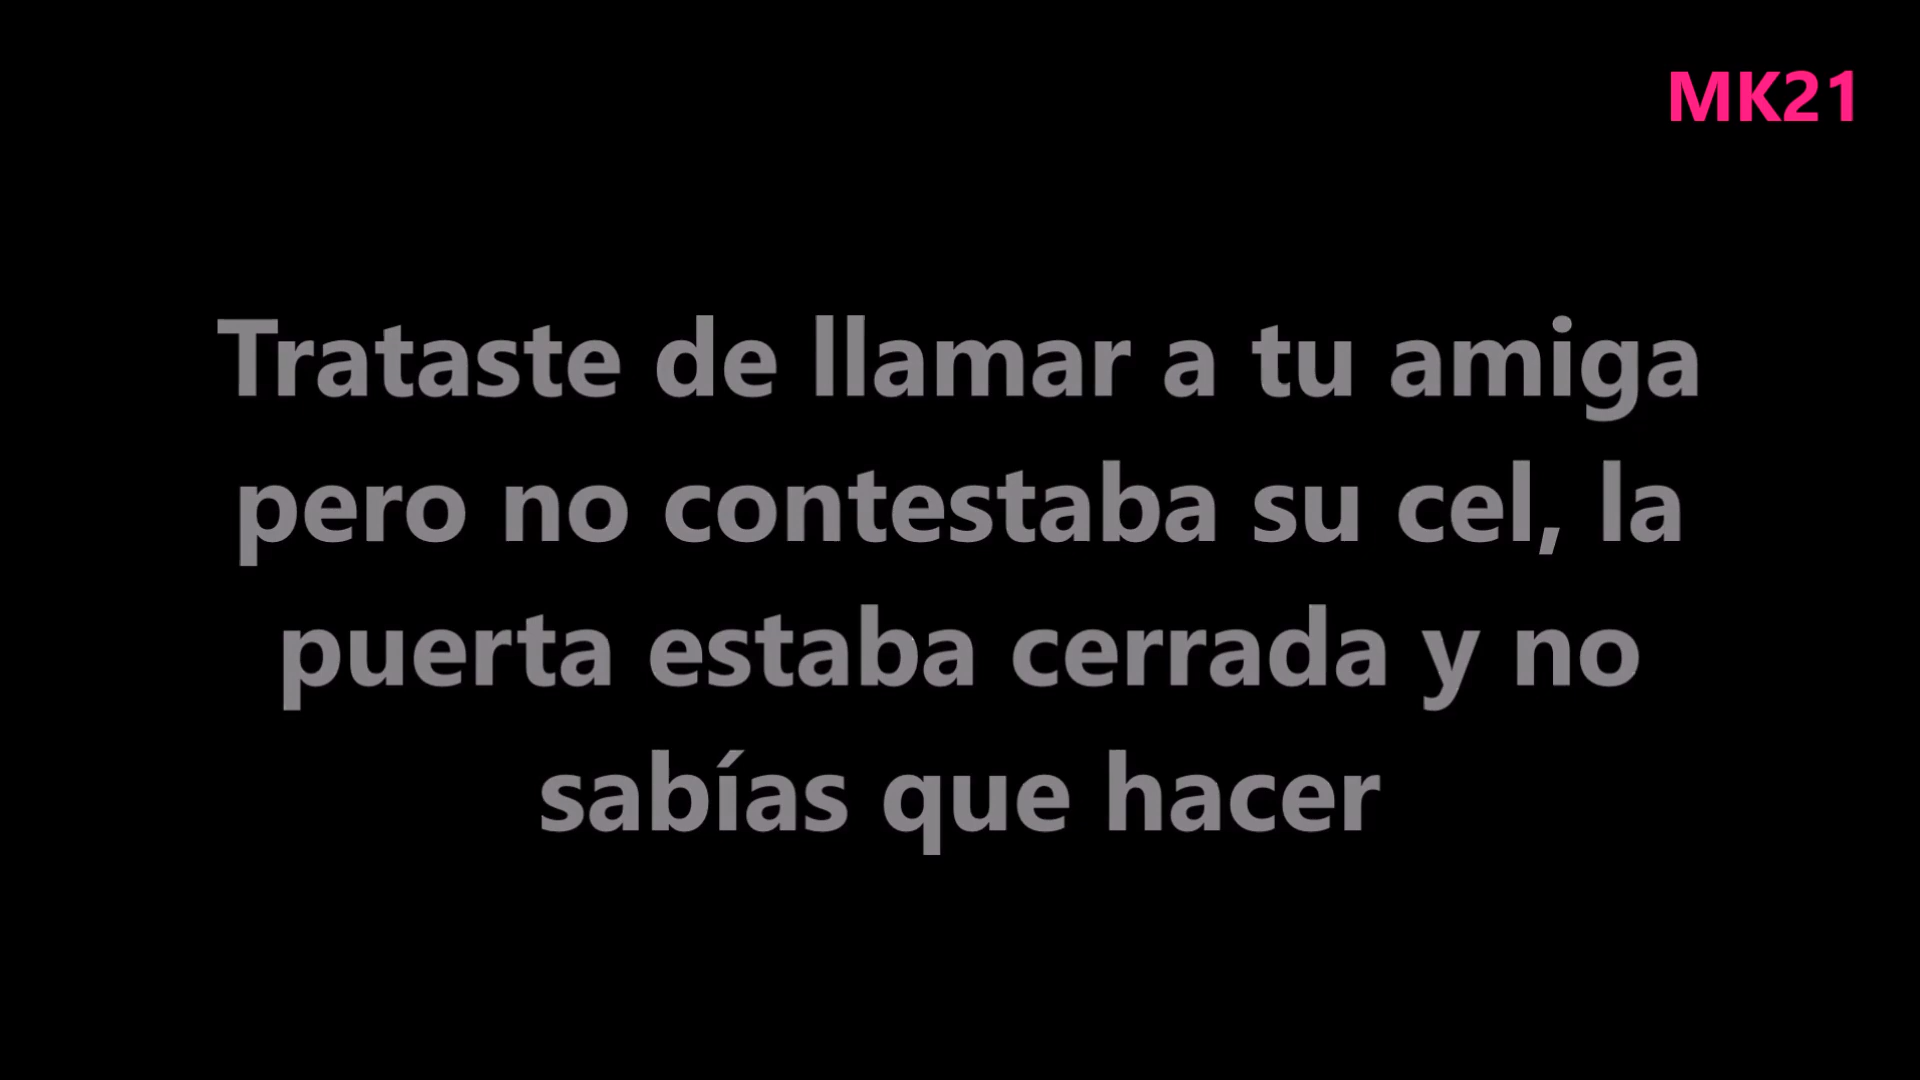 MK21
Trataste de llamar a tu amiga
pero no contestaba su cel, la
puerta estaba cerrada y no
sabías que hacer